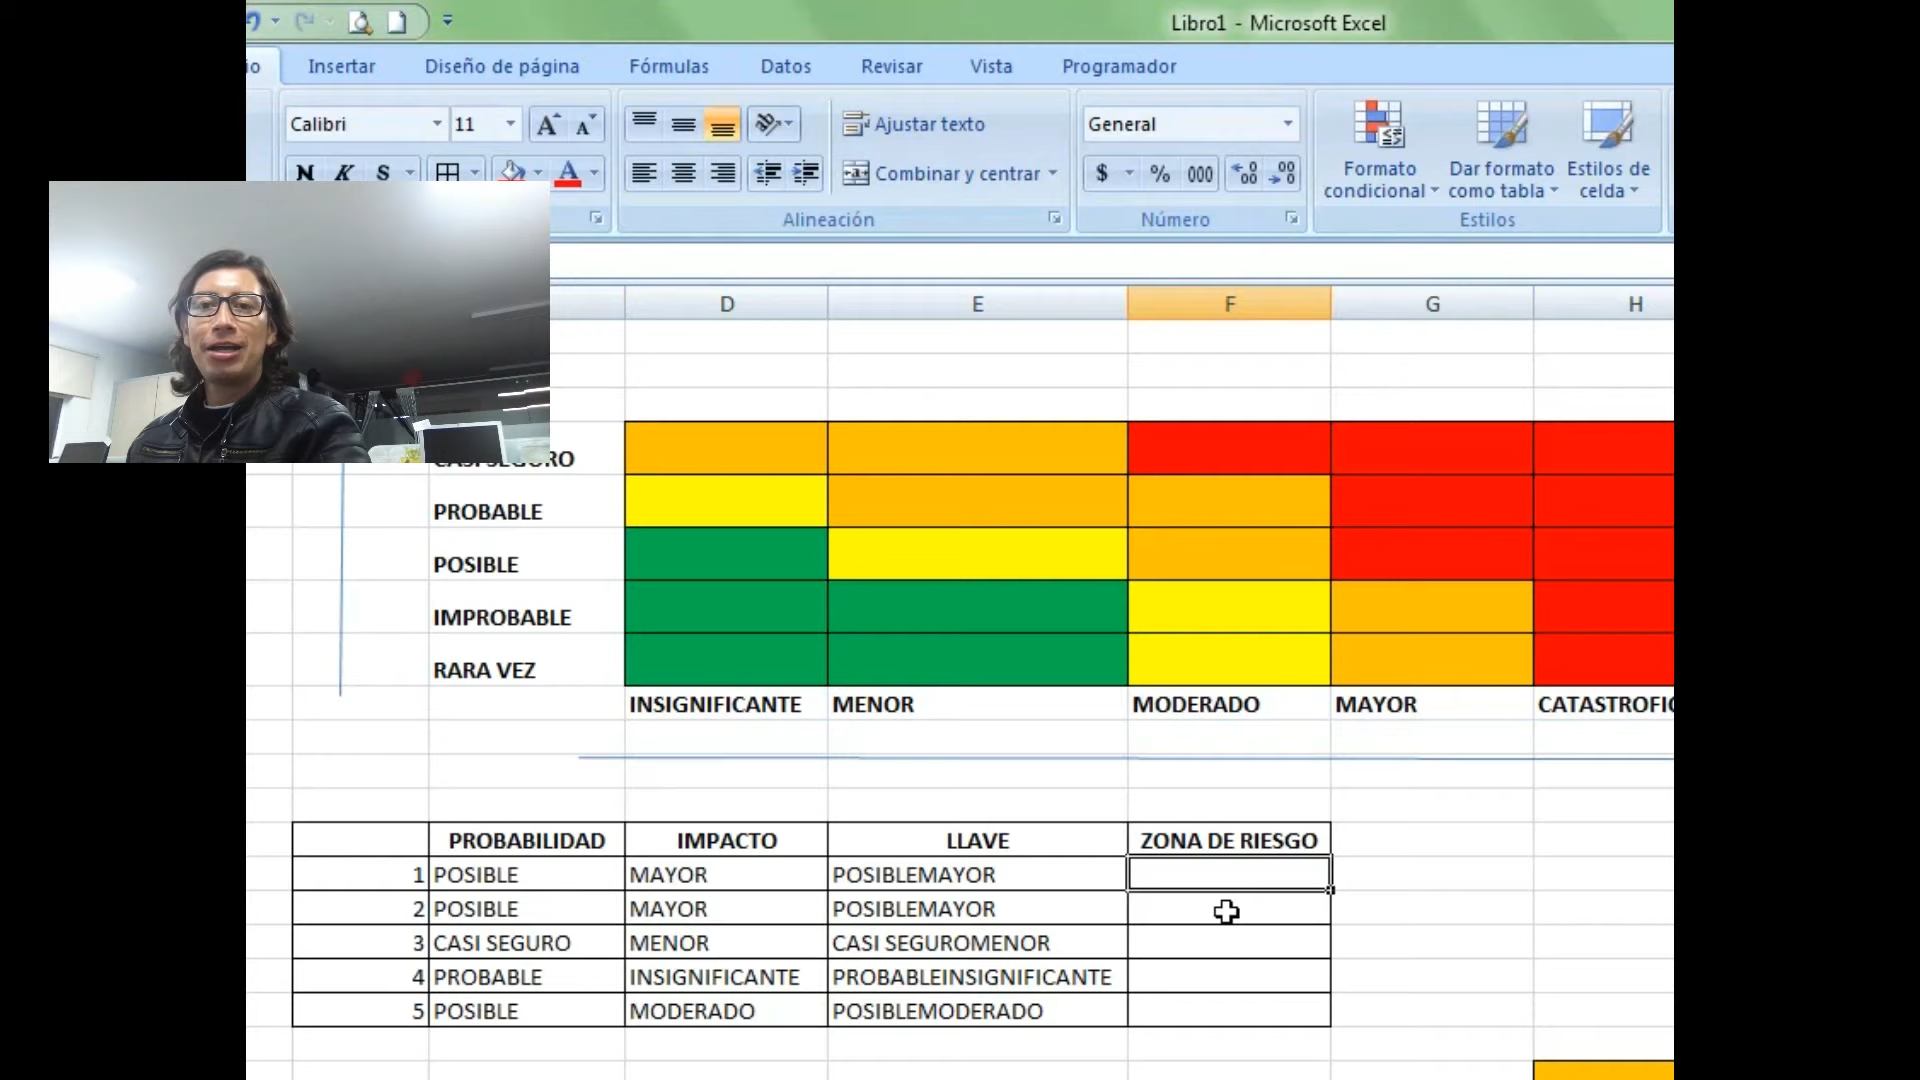 Libro1 - Microsoft Excel
Insertar Diseño de página Fórmulas Datos Revisar Vista Programador
Calibri 11 A A Ajustar texto General
N K S A Combinar y centrar $ % 000
Formato condicional
Dar formato como tabla
Estilos de celda
Alineación Número Estilos
D E F G H
PROBABLE
POSIBLE
IMPROBABLE
RARA VEZ
INSIGNIFICANTE MENOR MODERADO MAYOR
PROBABILIDAD IMPACTO LLAVE ZONA DE RIESGO
1 POSIBLE MAYOR POSIBLEMAYOR
2 POSIBLE MAYOR POSIBLEMAYOR
3 CASI SEGURO MENOR CASI SEGUROMENOR
4 PROBABLE INSIGNIFICANTE PROBABLEINSIGNIFICANTE
5 POSIBLE MODERADO POSIBLEMODERADO